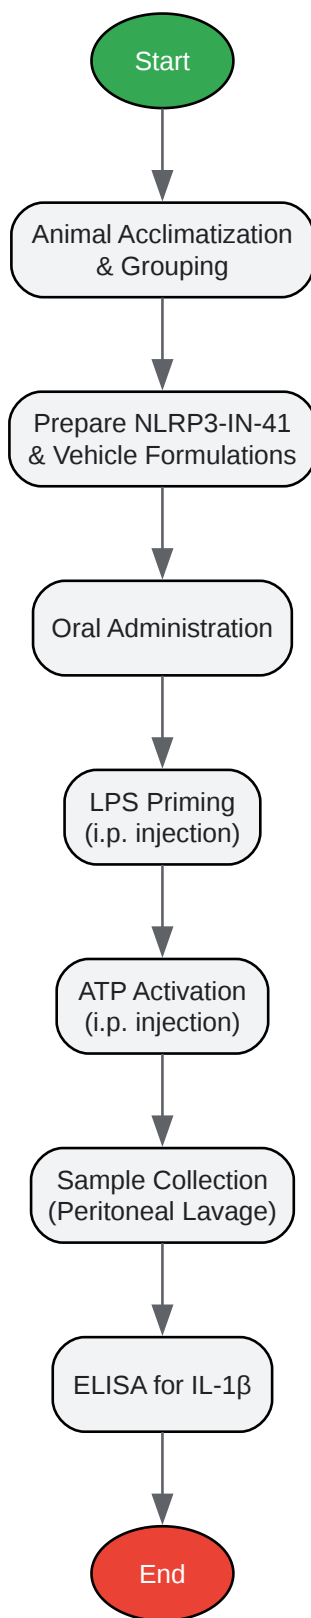 Start
Animal Acclimatization
& Grouping
Prepare NLRP3-IN-41
& Vehicle Formulations
Oral Administration
LPS Priming
(i.p. injection)
ATP Activation
(i.p. injection)
Sample Collection
(Peritoneal Lavage)
ELISA for IL-1β
End